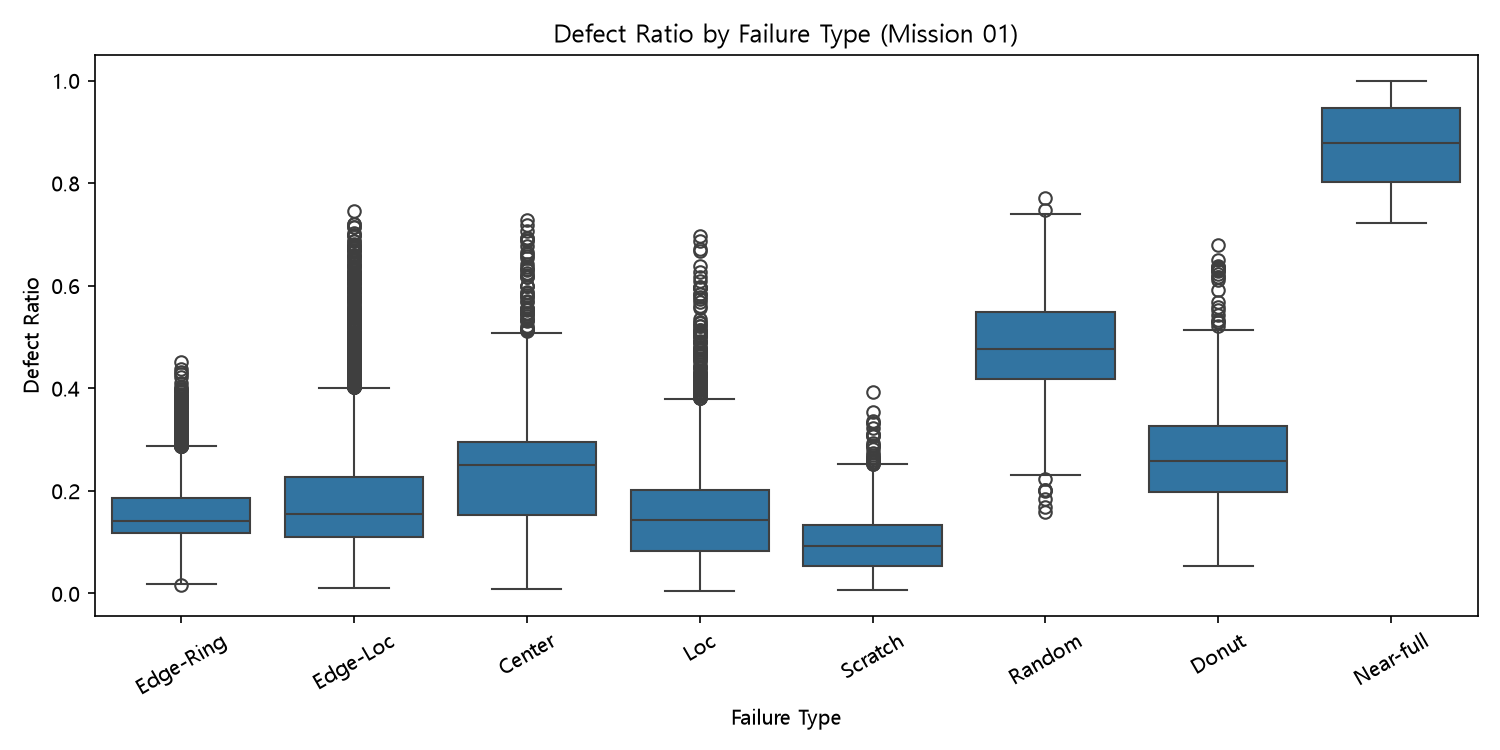 Defect Ratio by Failure Type (Mission 01)
Defect Ratio
1.0
0.8
0.6
0.4
0.2
0.0
Edge-Ring
Edge-Loc
Center
Loc
Scratch
Random
Donut
Near-full
Failure Type